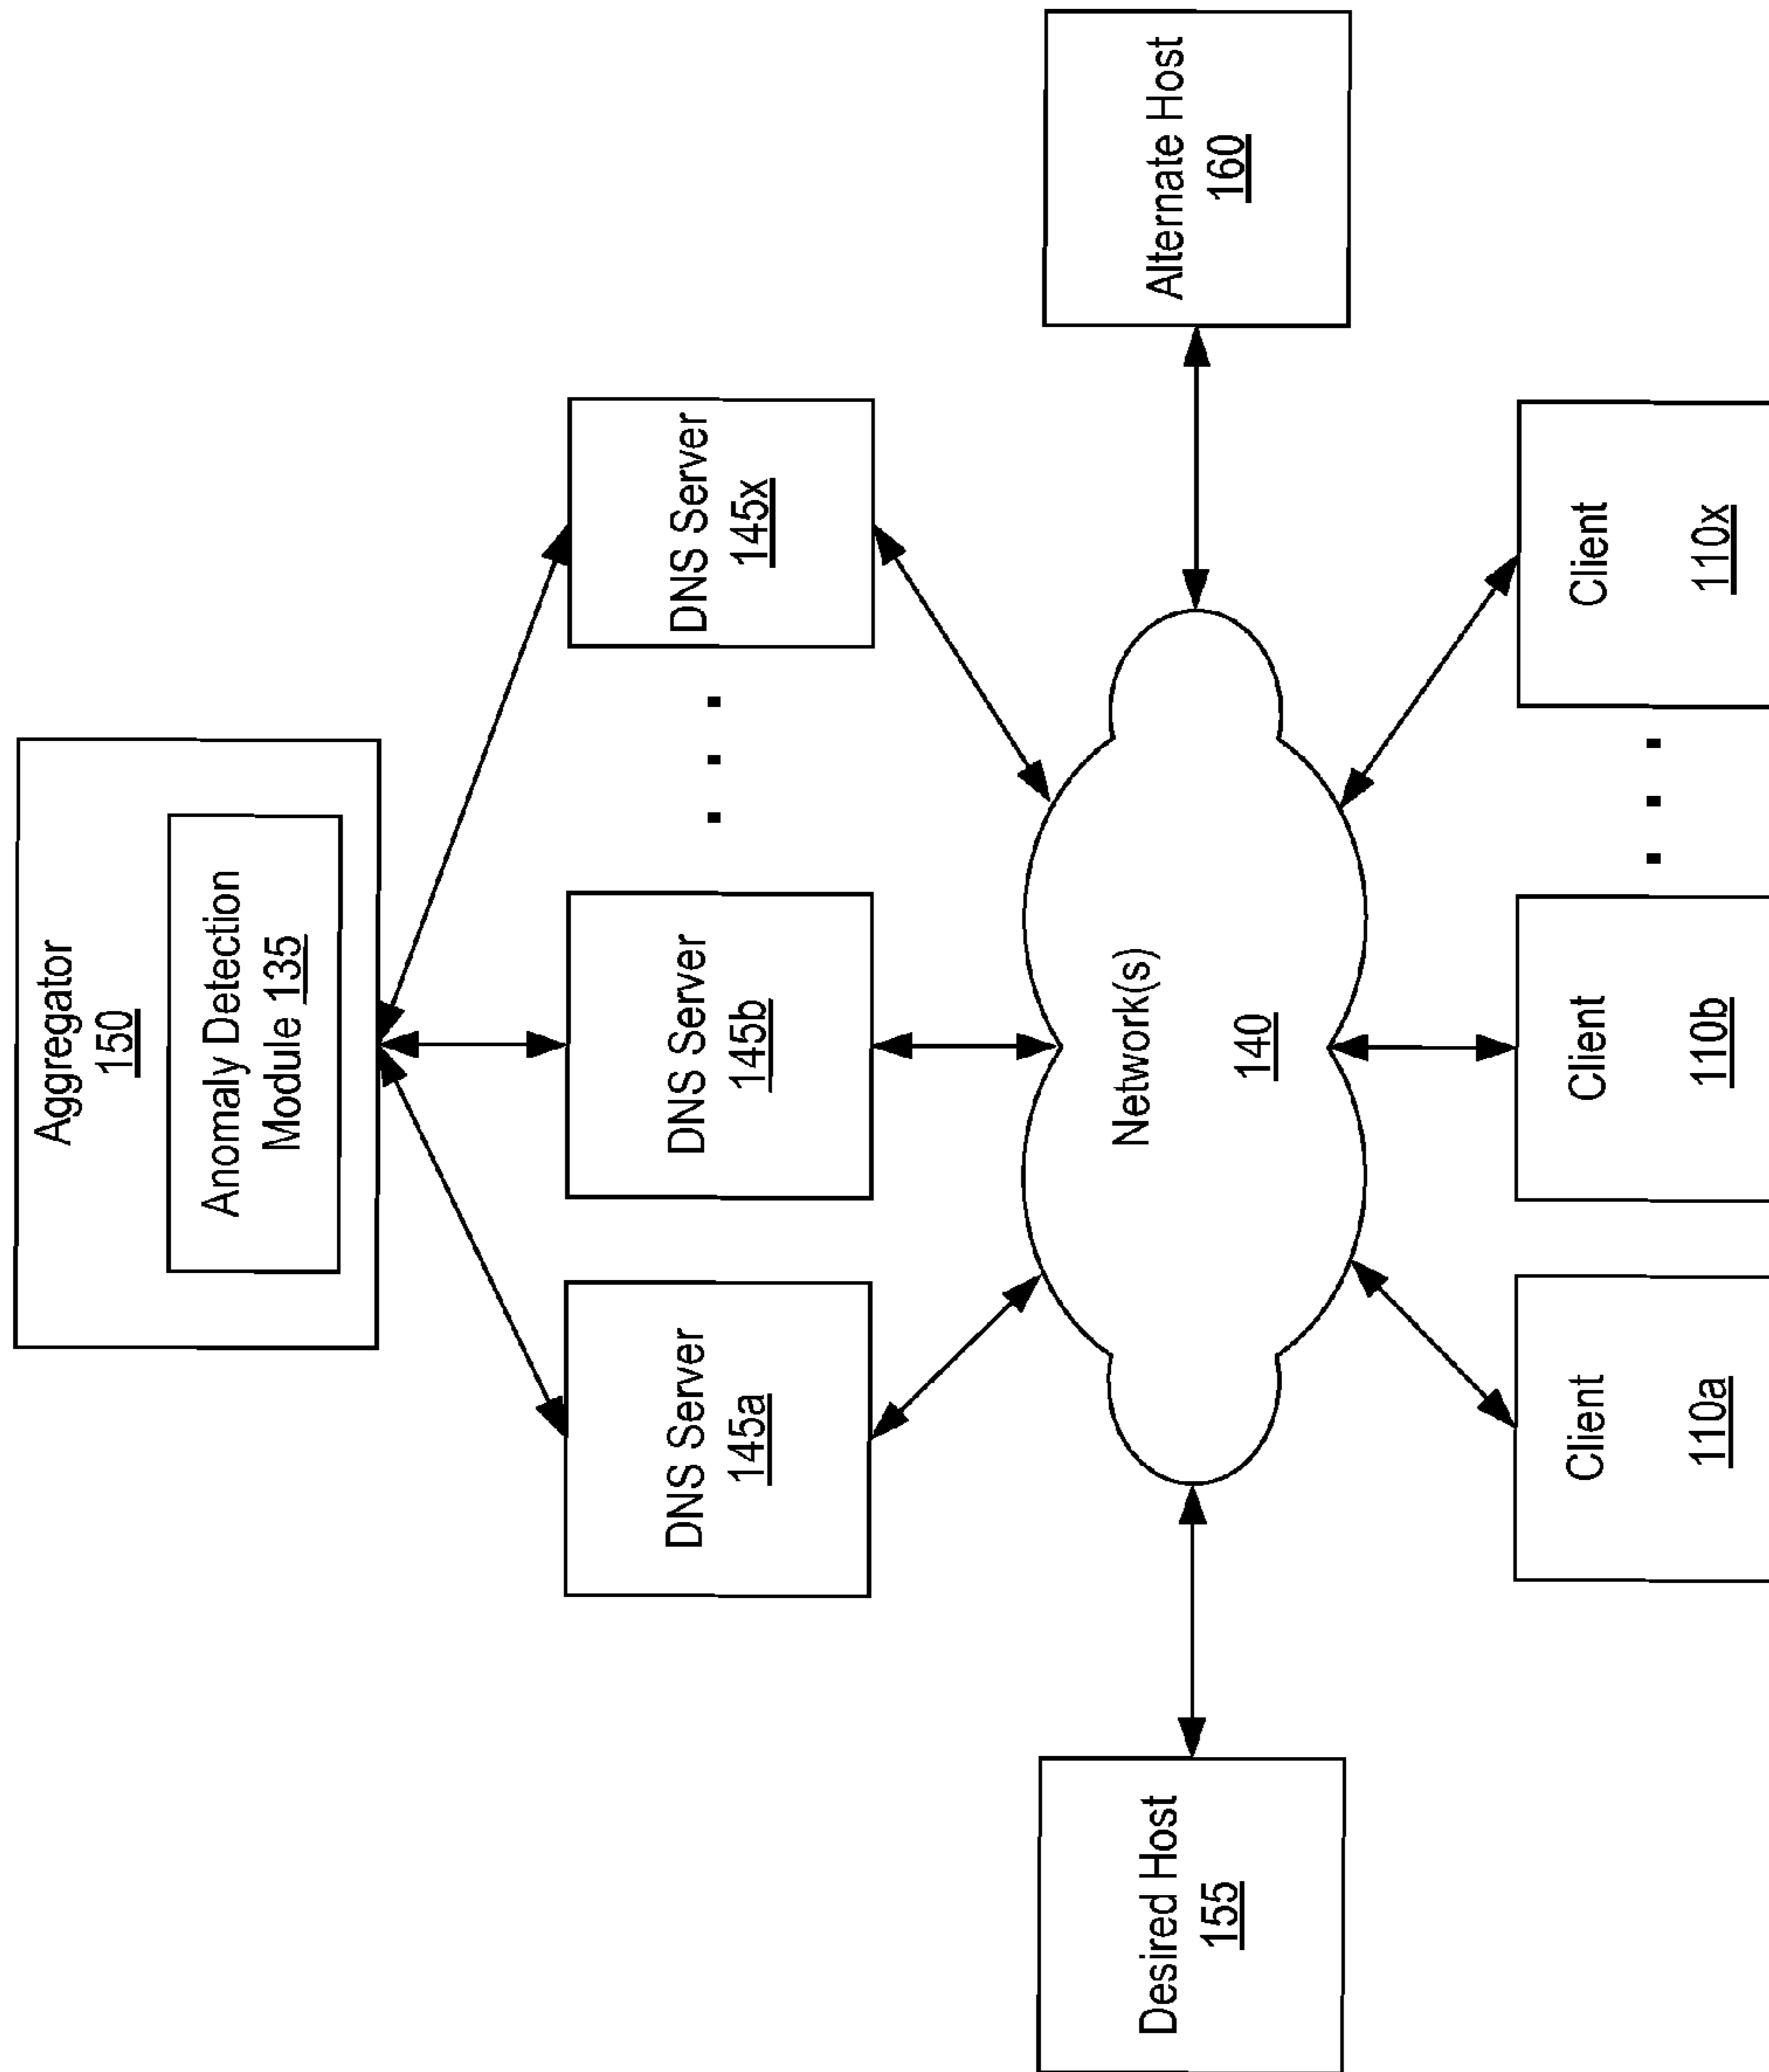 Aggregator
150
Anomaly Detection
Module 135
DNS Server
145a
DNS Server
145b
. . .
DNS Server
145x
Desired Host
155
Network(s)
140
Alternate Host
160
Client
110a
Client
110b
. . .
Client
110x